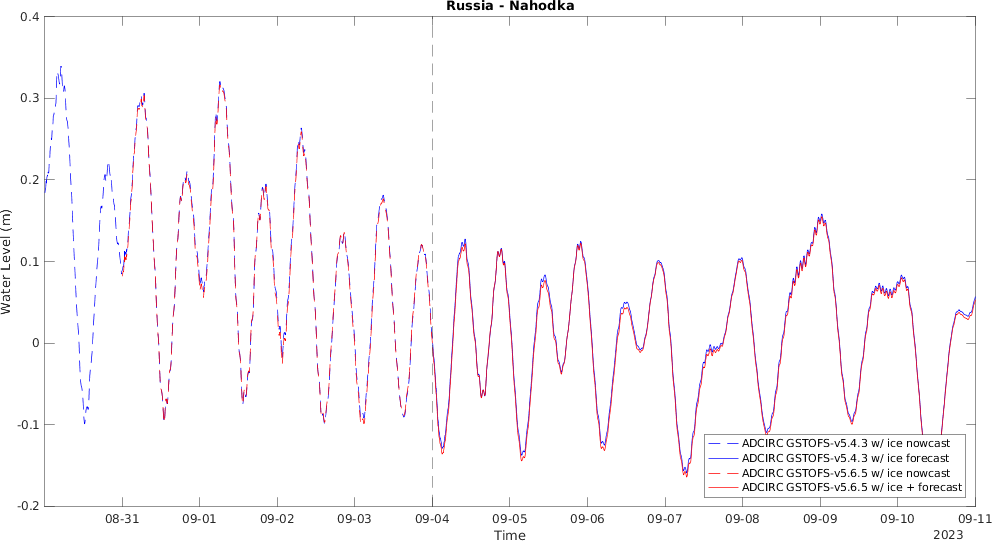 Russia - Nahodka
0.4
0.3
0.2
0.1
0
-0.1
-0.2
Water Level (m)
08-31
09-01
09-02
09-03
09-04
09-05
09-06
09-07
09-08
09-09
09-10
09-11
Time
2023
ADCIRC GSTOFS-v5.4.3 w/ ice nowcast
ADCIRC GSTOFS-v5.4.3 w/ ice forecast
ADCIRC GSTOFS-v5.6.5 w/ ice nowcast
ADCIRC GSTOFS-v5.6.5 w/ ice + forecast